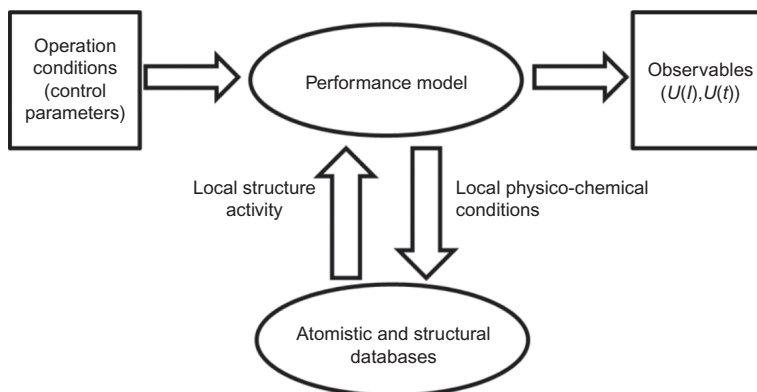 Operation
conditions
(control
parameters)
Performance model
Observables
(U(I),U(t))
Local structure
activity
Local physico-chemical
conditions
Atomistic and structural
databases